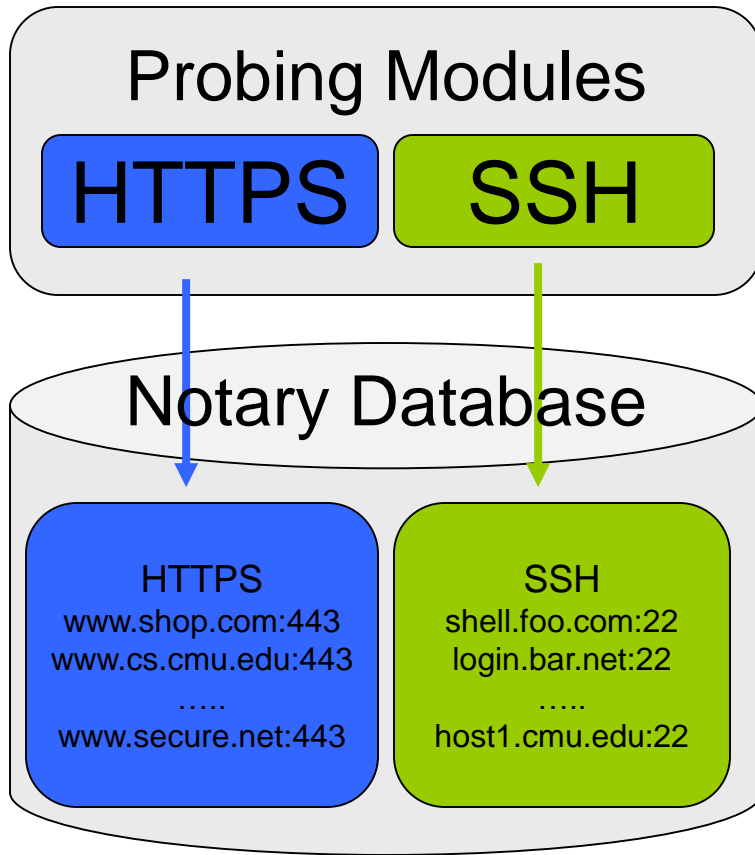 Probing Modules
HTTPS
SSH
Notary Database
HTTPS
www.shop.com:443
www.cs.cmu.edu:443
.....
www.secure.net:443
SSH
shell.foo.com:22
login.bar.net:22
.....
host1.cmu.edu:22